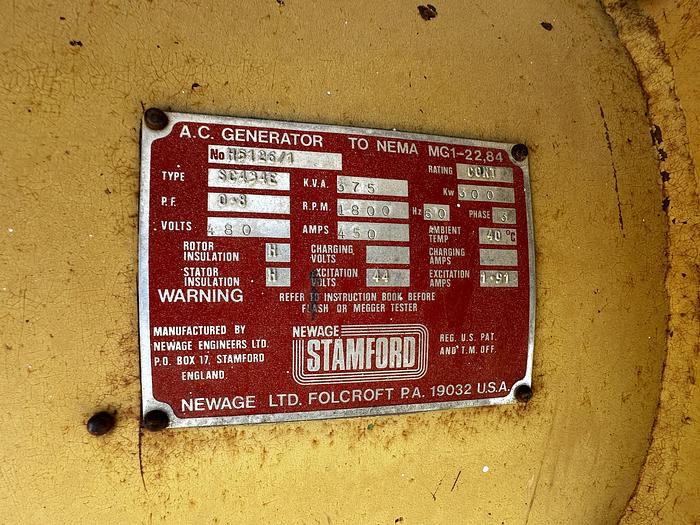 A.C. GENERATOR TO NEMA MG1-22,84
No H5126/1 RATING CONT
TYPE SC434E K.V.A. 375 Kw 300
P.F. 0.8 R.P.M. 1800 Hz 60 PHASE 3
VOLTS 480 AMPS 450 AMBIENT TEMP 40 °C
ROTOR INSULATION H CHARGING VOLTS CHARGING AMPS
STATOR INSULATION H EXCITATION VOLTS 44 EXCITATION AMPS 1.91
WARNING REFER TO INSTRUCTION BOOK BEFORE
FLASH OR MEGGER TESTER
MANUFACTURED BY
NEWAGE ENGINEERS LTD.
P.O. BOX 17, STAMFORD
ENGLAND.
NEWAGE
STAMFORD
REG. U.S. PAT.
AND T.M. OFF.
NEWAGE LTD. FOLCROFT P.A. 19032 U.S.A.